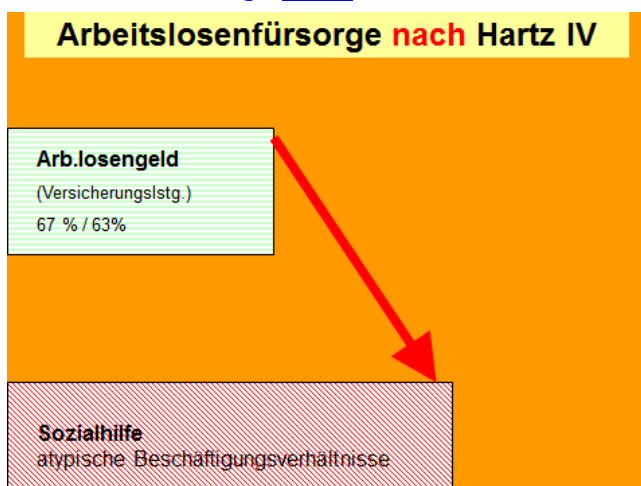 Arbeitslosenfürsorge nach Hartz IV
Arb.losengeld
(Versicherungslstg.)
67 % / 63%
Sozialhilfe
atypische Beschäftigungsverhältnisse